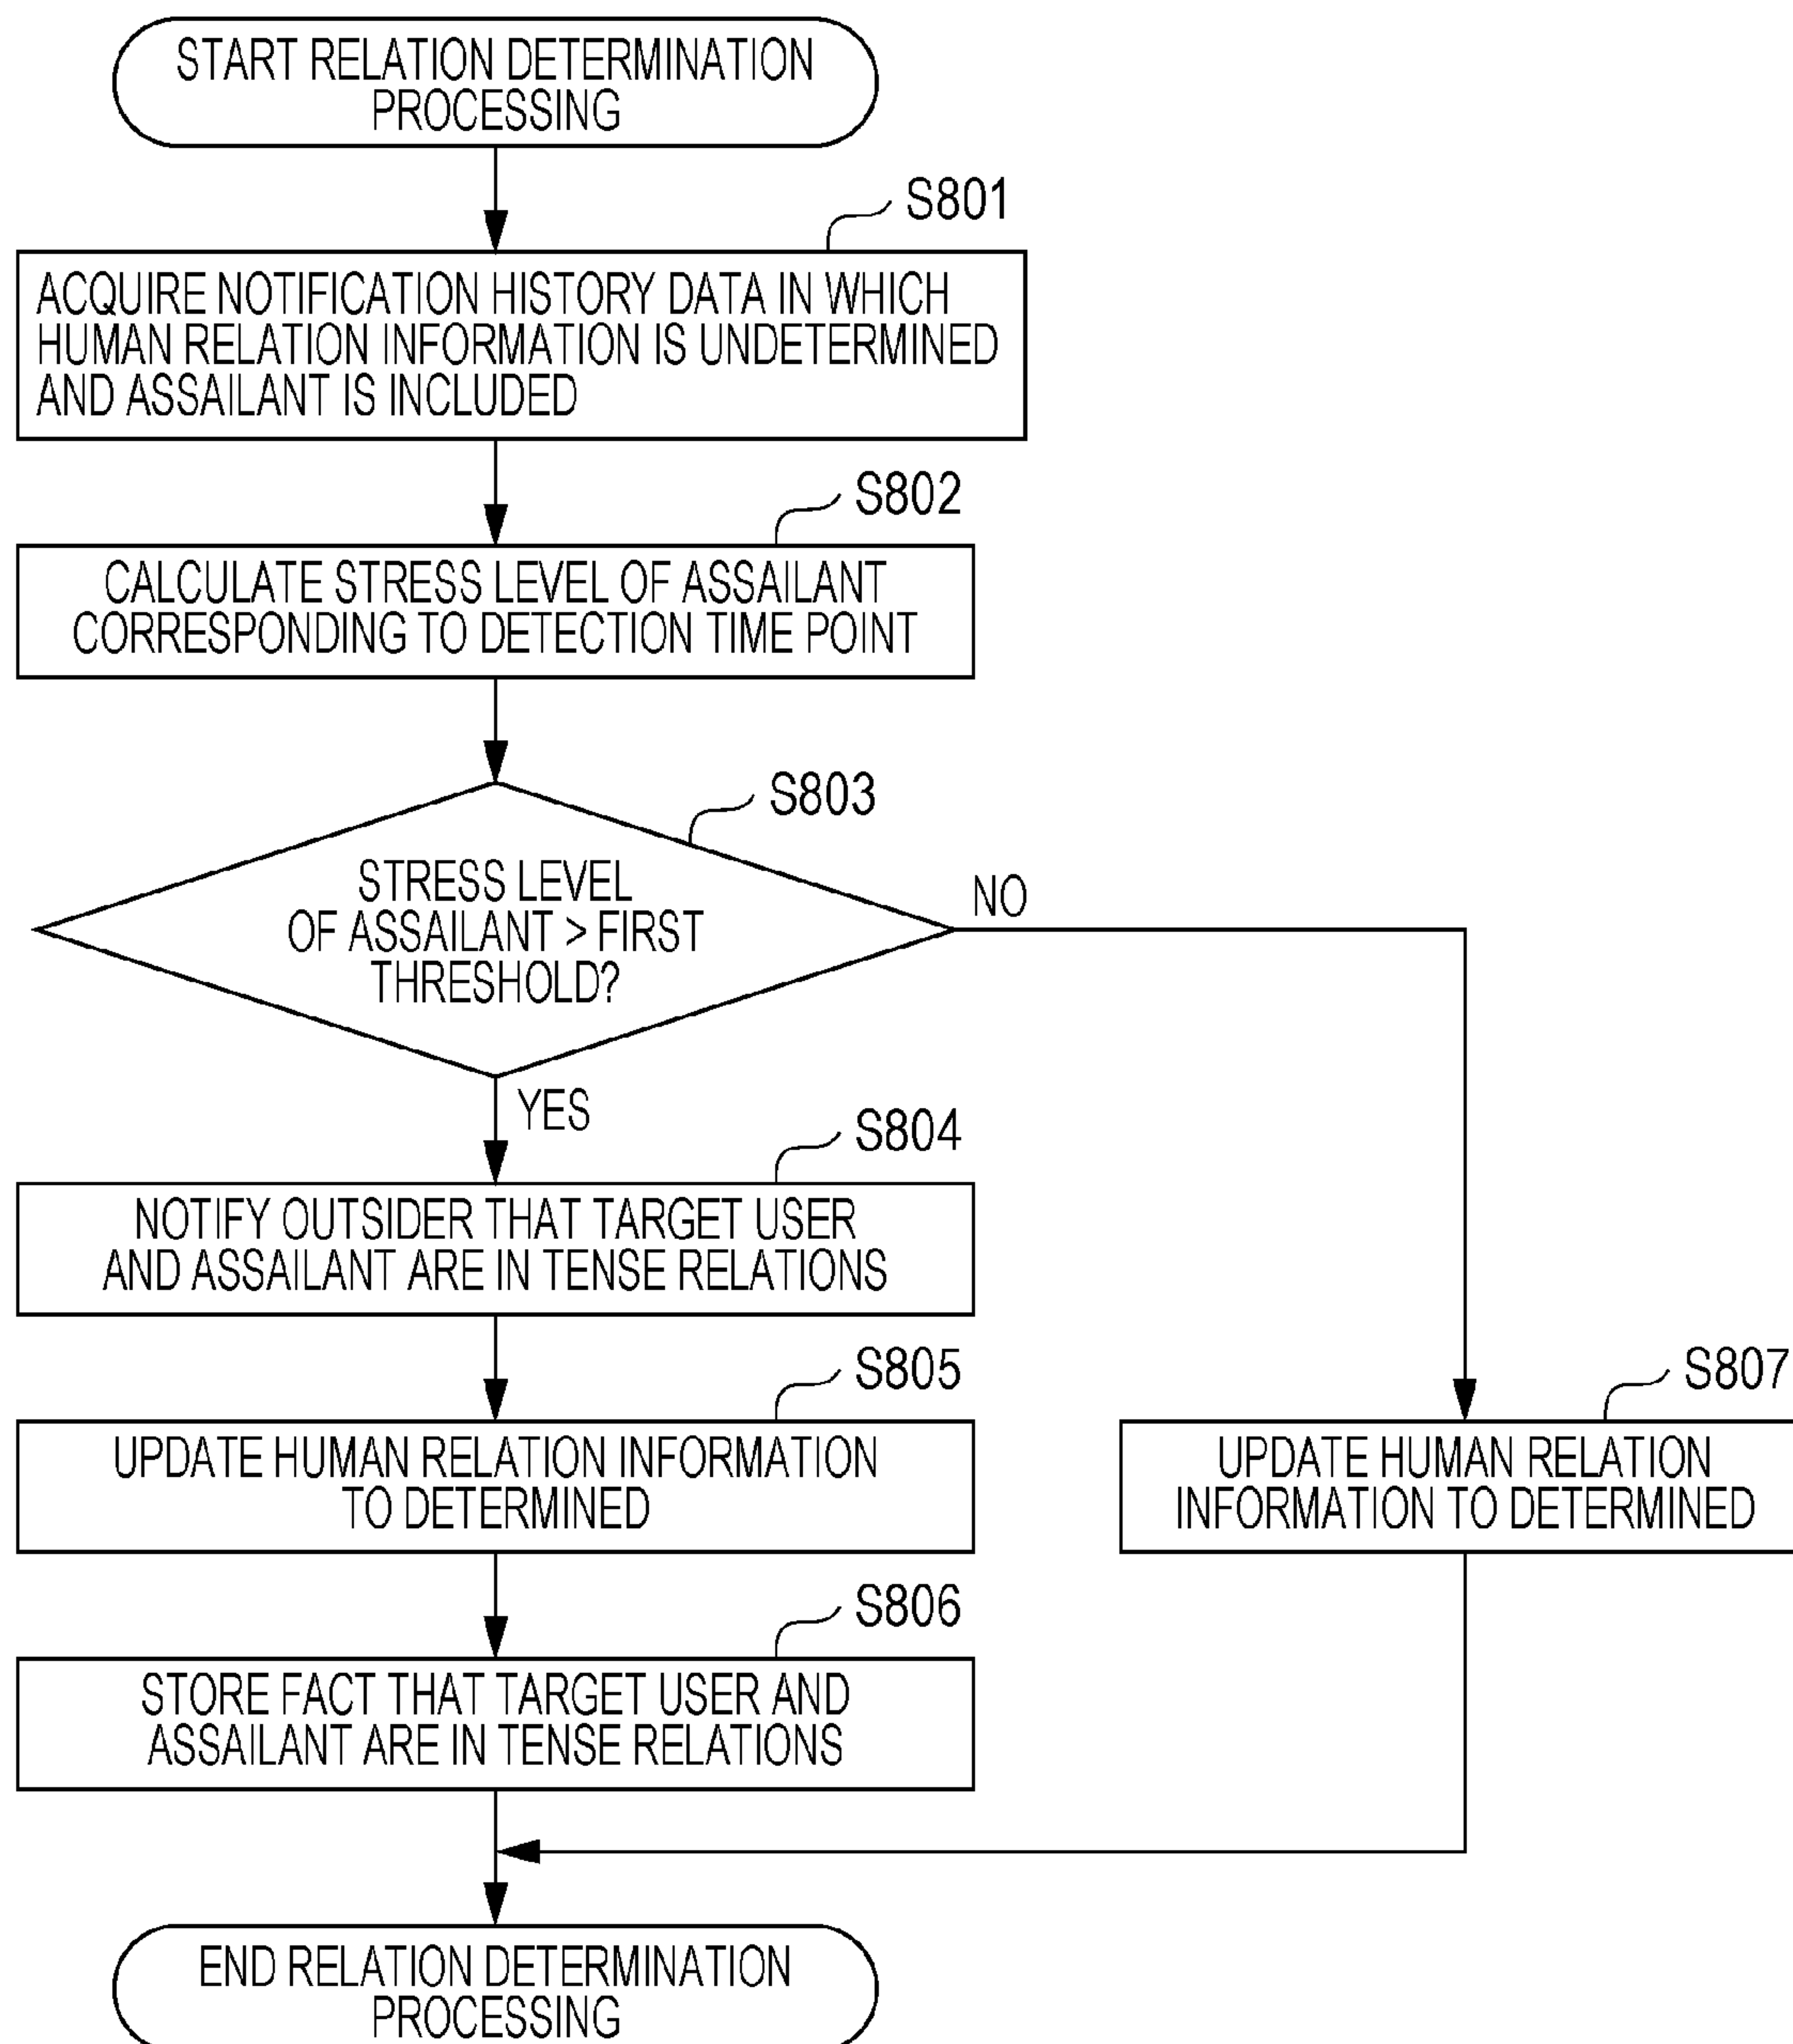 START RELATION DETERMINATION
PROCESSING
S801
ACQUIRE NOTIFICATION HISTORY DATA IN WHICH
HUMAN RELATION INFORMATION IS UNDETERMINED
AND ASSAILANT IS INCLUDED
S802
CALCULATE STRESS LEVEL OF ASSAILANT
CORRESPONDING TO DETECTION TIME POINT
S803
STRESS LEVEL
OF ASSAILANT > FIRST
THRESHOLD?
NO
YES
S804
NOTIFY OUTSIDER THAT TARGET USER
AND ASSAILANT ARE IN TENSE RELATIONS
S805
UPDATE HUMAN RELATION INFORMATION
TO DETERMINED
S807
UPDATE HUMAN RELATION
INFORMATION TO DETERMINED
S806
STORE FACT THAT TARGET USER AND
ASSAILANT ARE IN TENSE RELATIONS
END RELATION DETERMINATION
PROCESSING